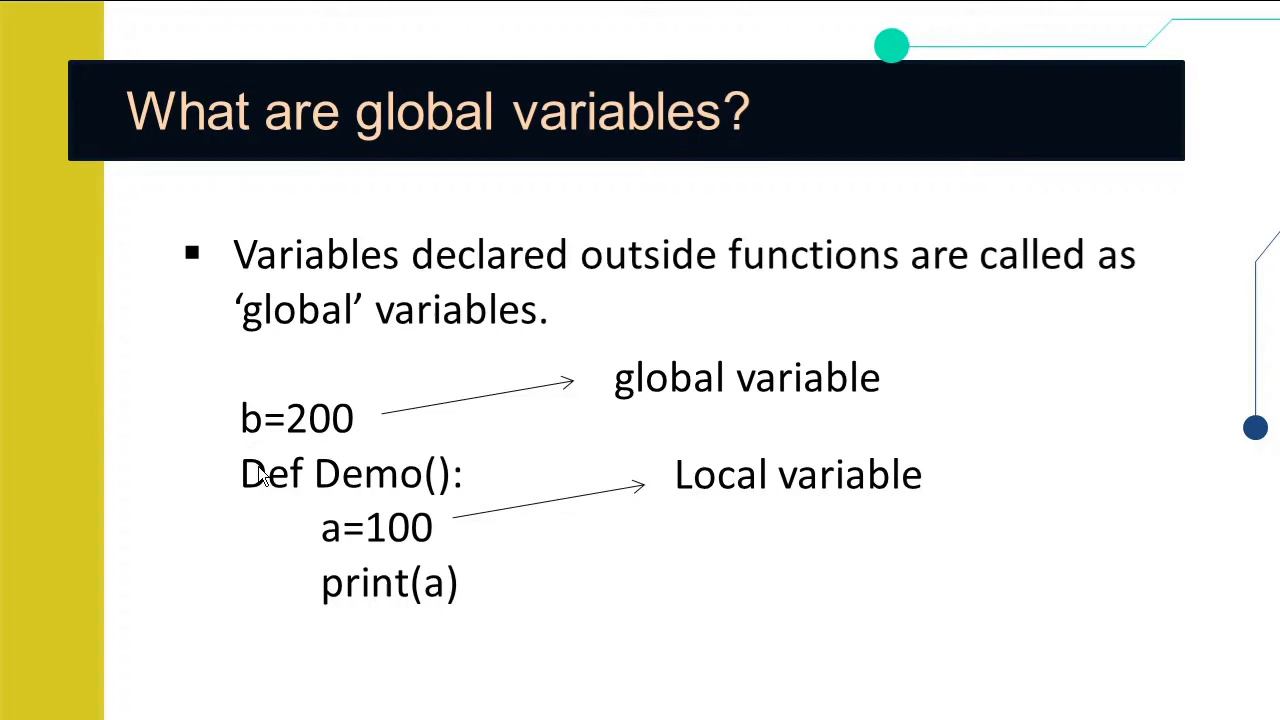 What are global variables?
▪ Variables declared outside functions are called as
‘global’ variables.
global variable
b=200
Def Demo():
Local variable
a=100
print(a)